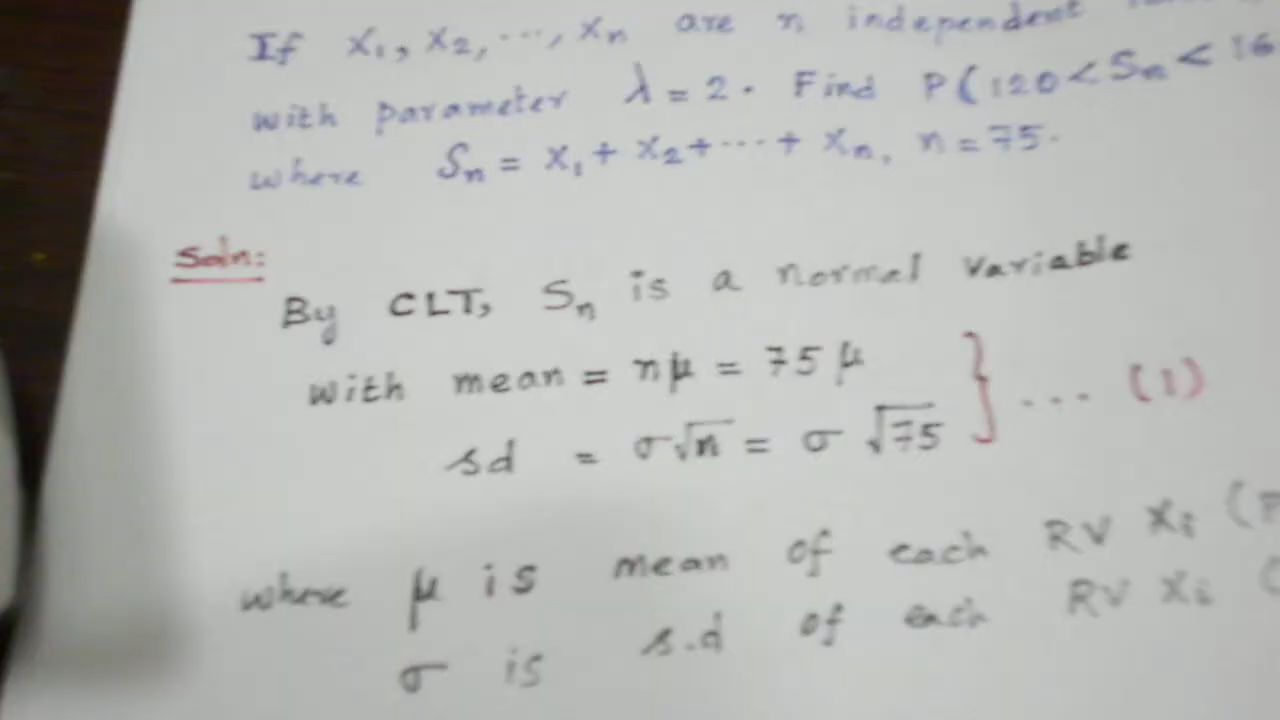 If X₁, X₂, ..., Xₙ are n independent
with parameter λ = 2. Find P(120 < Sₙ < 16
where Sₙ = X₁ + X₂ + ... + Xₙ, n = 75.
Soln:
By CLT, Sₙ is a normal variable
with mean = nμ = 75 μ
sd = σ√n = σ √75 } ... (1)
where μ is mean of each RV Xᵢ (
σ is s.d of each RV Xᵢ (